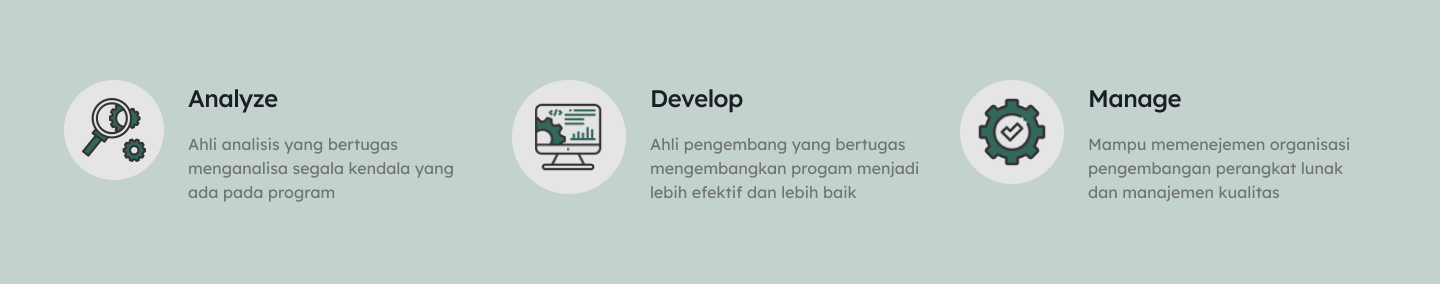 Analyze
Ahli analisis yang bertugas
menganalisa segala kendala yang
ada pada program
Develop
Ahli pengembang yang bertugas
mengembangkan progam menjadi
lebih efektif dan lebih baik
Manage
Mampu memenejemen organisasi
pengembangan perangkat lunak
dan manajemen kualitas